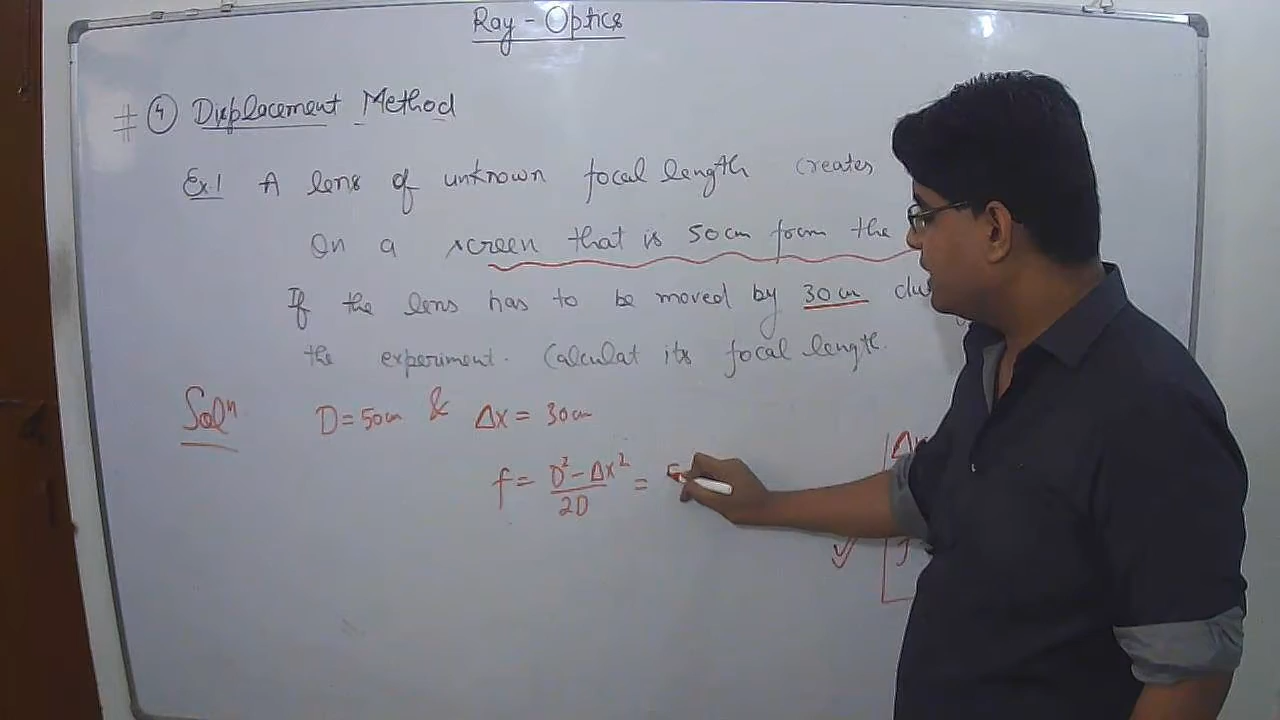 Ray - Optics
# 4 Displacement Method
Ex.1 A lens of unknown focal length creates
On a screen that is 50cm form the
If the lens has to be moved by 30cm
the experiment. Calculat its focal length.
Solⁿ D = 50cm & Δx = 30cm
f = D² - Δx² / 2D =